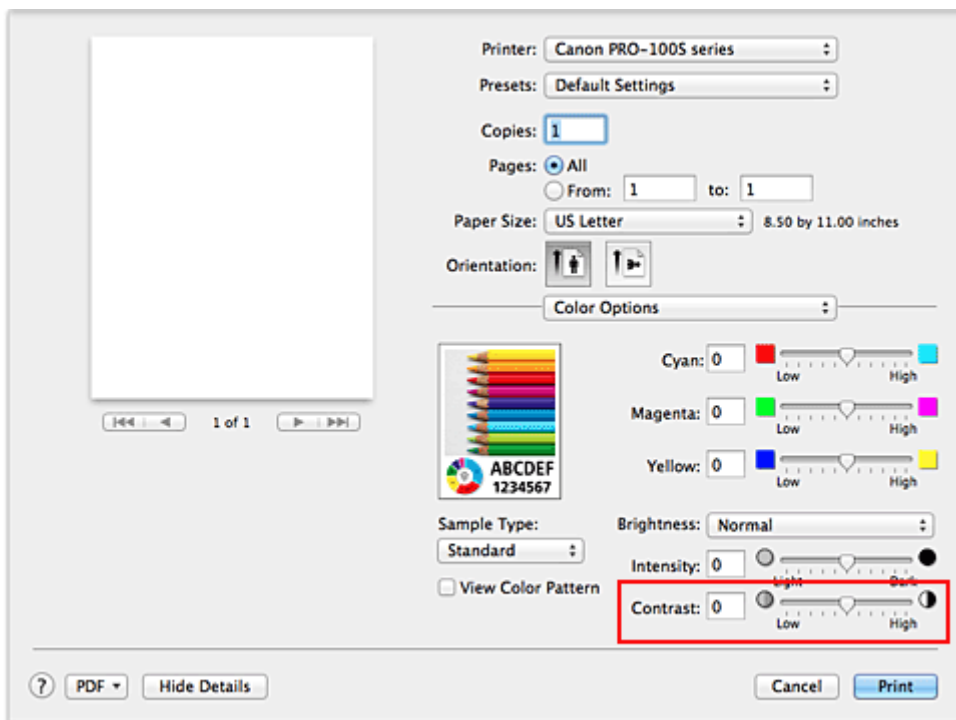 Printer: Canon PRO-100S series
Presets: Default Settings
Copies: 1
Pages: All
From: 1 to: 1
Paper Size: US Letter 8.50 by 11.00 inches
Orientation:
Color Options
1 of 1
ABCDEF
1234567
Sample Type:
Standard
View Color Pattern
Cyan: 0
Low High
Magenta: 0
Low High
Yellow: 0
Low High
Brightness: Normal
Intensity: 0
Light Dark
Contrast: 0
Low High
? PDF Hide Details Cancel Print